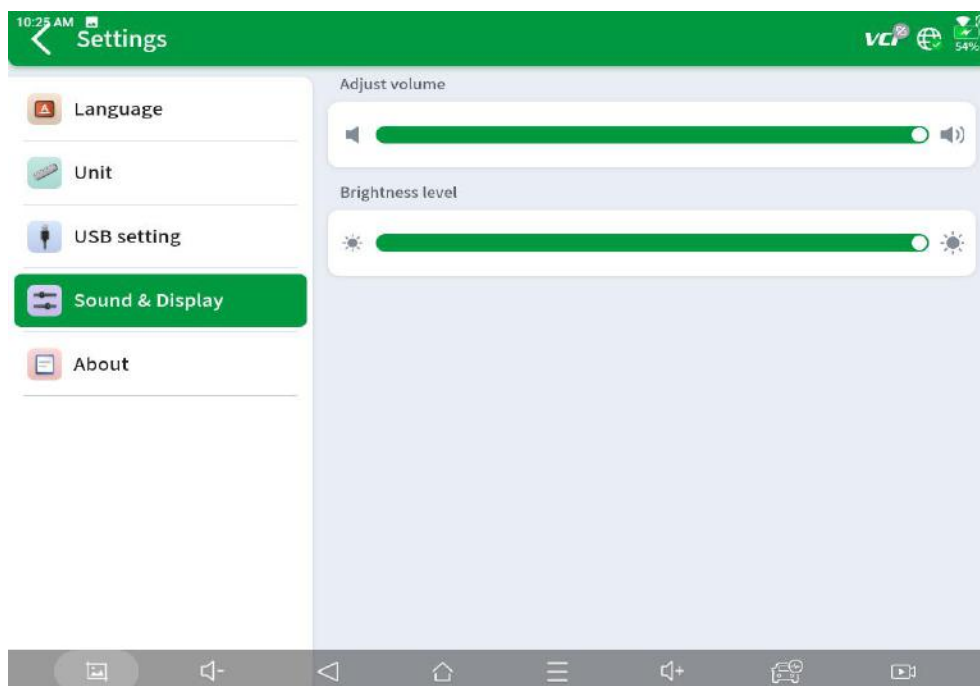 10:25 AM
Settings
VCI
54%
Language
Unit
USB setting
Sound & Display
About
Adjust volume
Brightness level